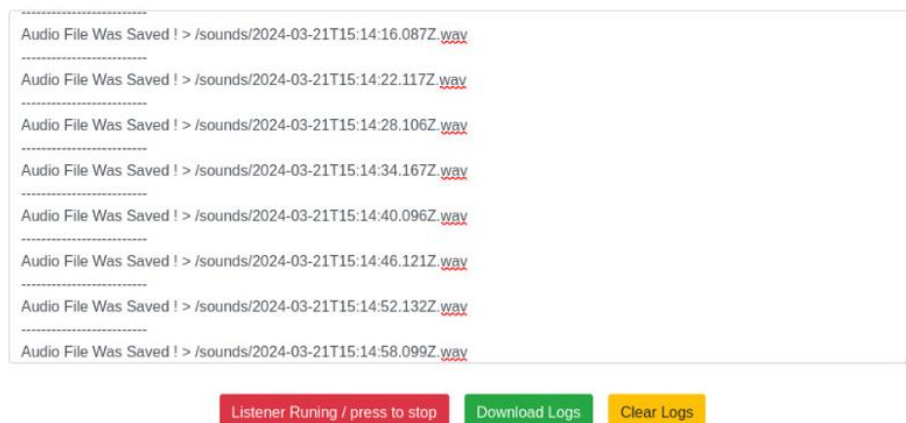 -------------------------
Audio File Was Saved ! > /sounds/2024-03-21T15:14:16.087Z.wav
-------------------------
Audio File Was Saved ! > /sounds/2024-03-21T15:14:22.117Z.wav
-------------------------
Audio File Was Saved ! > /sounds/2024-03-21T15:14:28.106Z.wav
-------------------------
Audio File Was Saved ! > /sounds/2024-03-21T15:14:34.167Z.wav
-------------------------
Audio File Was Saved ! > /sounds/2024-03-21T15:14:40.096Z.wav
-------------------------
Audio File Was Saved ! > /sounds/2024-03-21T15:14:46.121Z.wav
-------------------------
Audio File Was Saved ! > /sounds/2024-03-21T15:14:52.132Z.wav
-------------------------
Audio File Was Saved ! > /sounds/2024-03-21T15:14:58.099Z.wav
Listener Runing / press to stop Download Logs Clear Logs